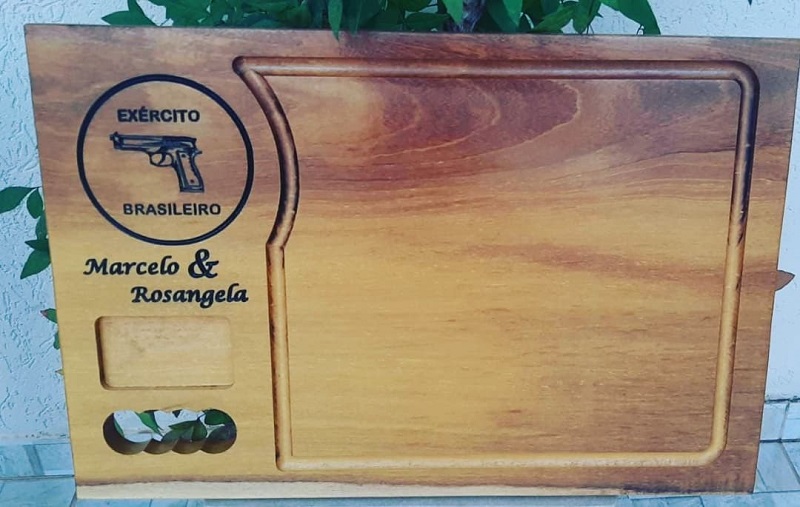 EXÉRCITO
BRASILEIRO
Marcelo &
Rosangela